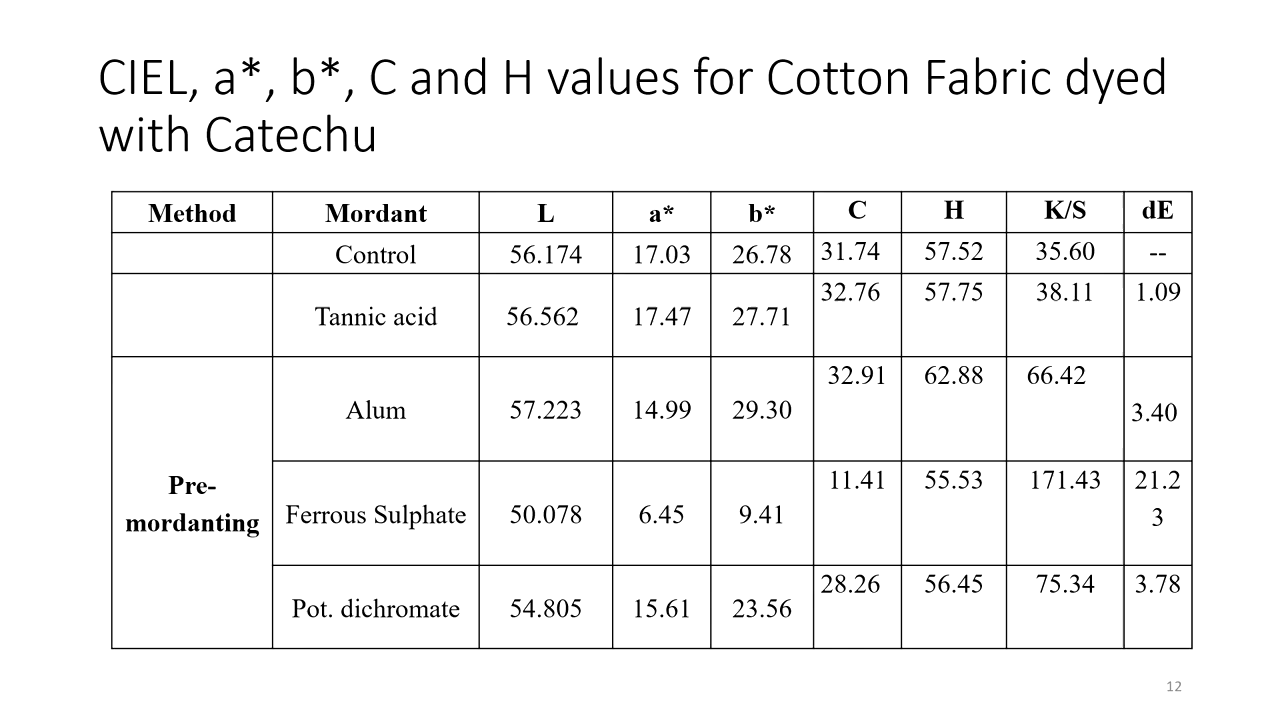 CIEL, a*, b*, C and H values for Cotton Fabric dyed
with Catechu
Method Mordant L a* b* C H K/S dE
Control 56.174 17.03 26.78 31.74 57.52 35.60 --
Tannic acid 56.562 17.47 27.71 32.76 57.75 38.11 1.09
Pre-
mordanting
Alum 57.223 14.99 29.30 32.91 62.88 66.42 3.40
Ferrous Sulphate 50.078 6.45 9.41 11.41 55.53 171.43 21.2
3
Pot. dichromate 54.805 15.61 23.56 28.26 56.45 75.34 3.78
12